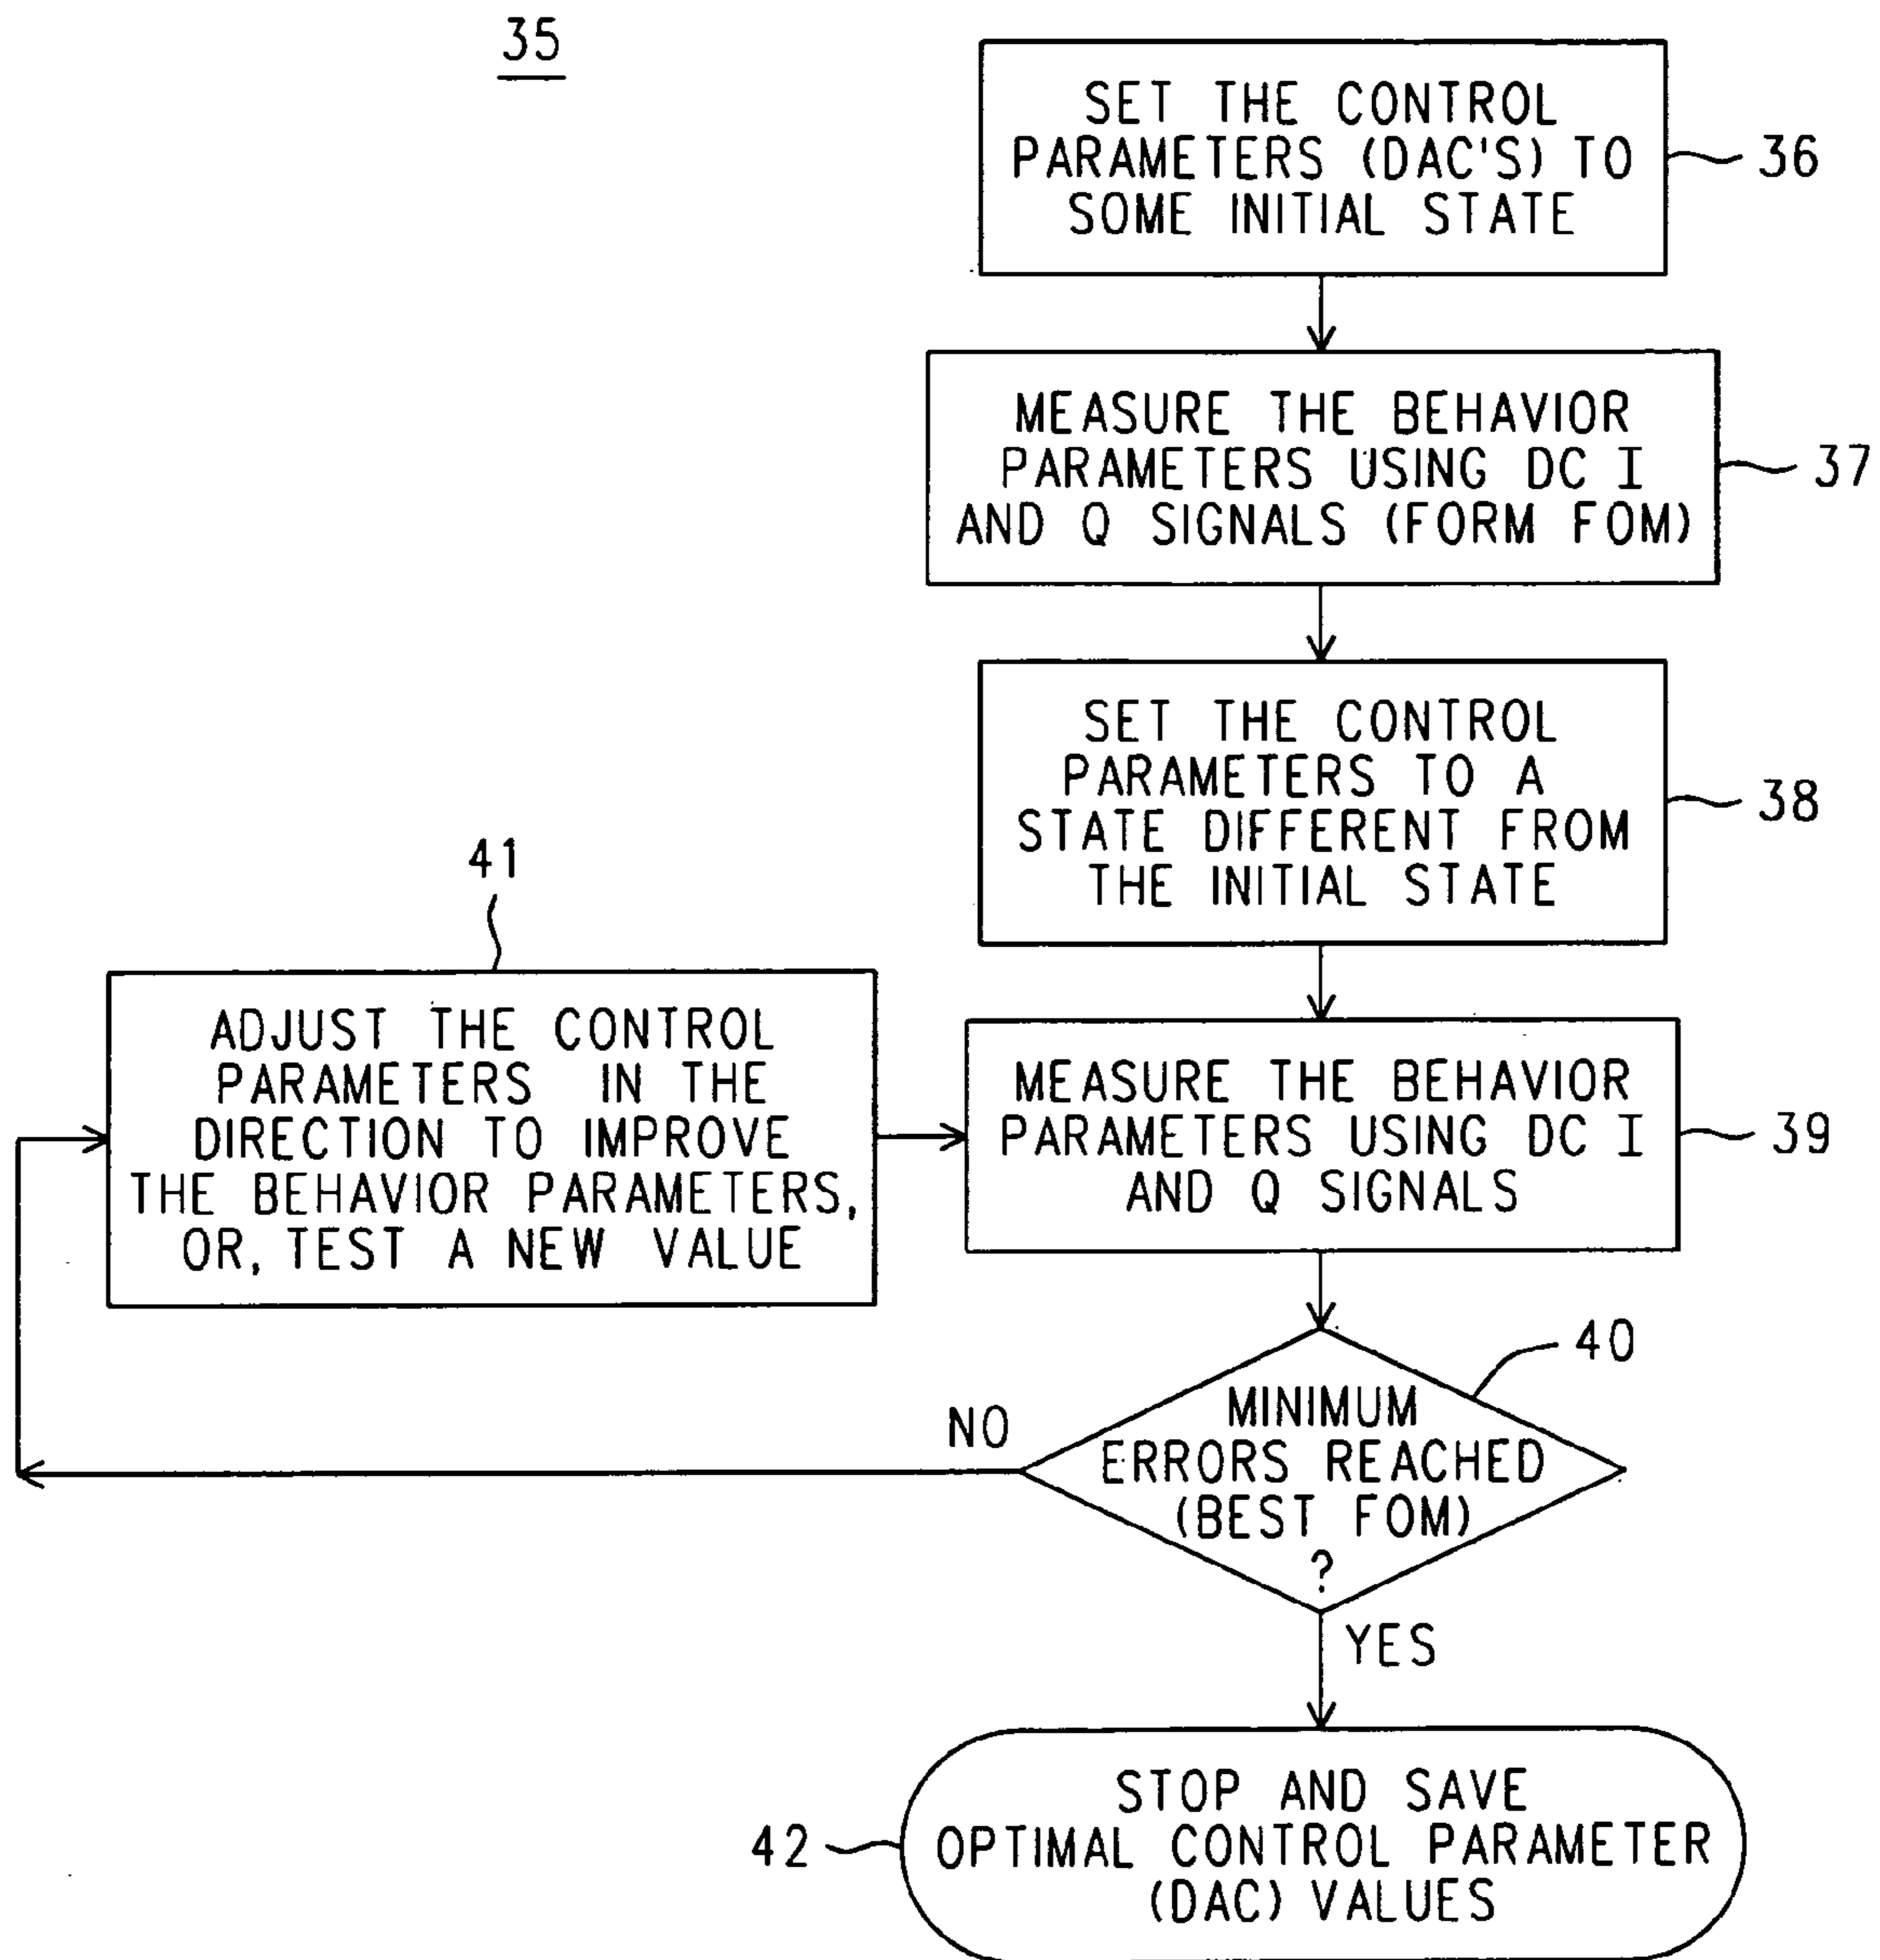 35
SET THE CONTROL
PARAMETERS (DAC'S) TO
SOME INITIAL STATE
36
MEASURE THE BEHAVIOR
PARAMETERS USING DC I
AND Q SIGNALS (FORM FOM)
37
SET THE CONTROL
PARAMETERS TO A
STATE DIFFERENT FROM
THE INITIAL STATE
38
41
ADJUST THE CONTROL
PARAMETERS IN THE
DIRECTION TO IMPROVE
THE BEHAVIOR PARAMETERS,
OR, TEST A NEW VALUE
MEASURE THE BEHAVIOR
PARAMETERS USING DC I
AND Q SIGNALS
39
40
MINIMUM
ERRORS REACHED
(BEST FOM)
?
NO
YES
42
STOP AND SAVE
OPTIMAL CONTROL PARAMETER
(DAC) VALUES